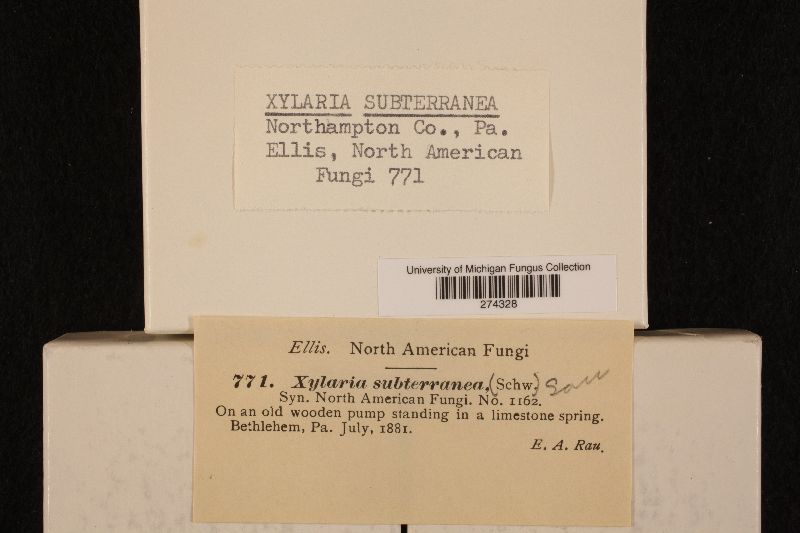 XYLARIA SUBTERRANEA
Northampton Co., Pa.
Ellis, North American
Fungi 771
University of Michigan Fungus Collection
274328
Ellis. North American Fungi
771. Xylaria subterranea, (Schw.) Sacc
Syn. North American Fungi. No. 1162.
On an old wooden pump standing in a limestone spring.
Bethlehem, Pa. July, 1881.
E. A. Rau.